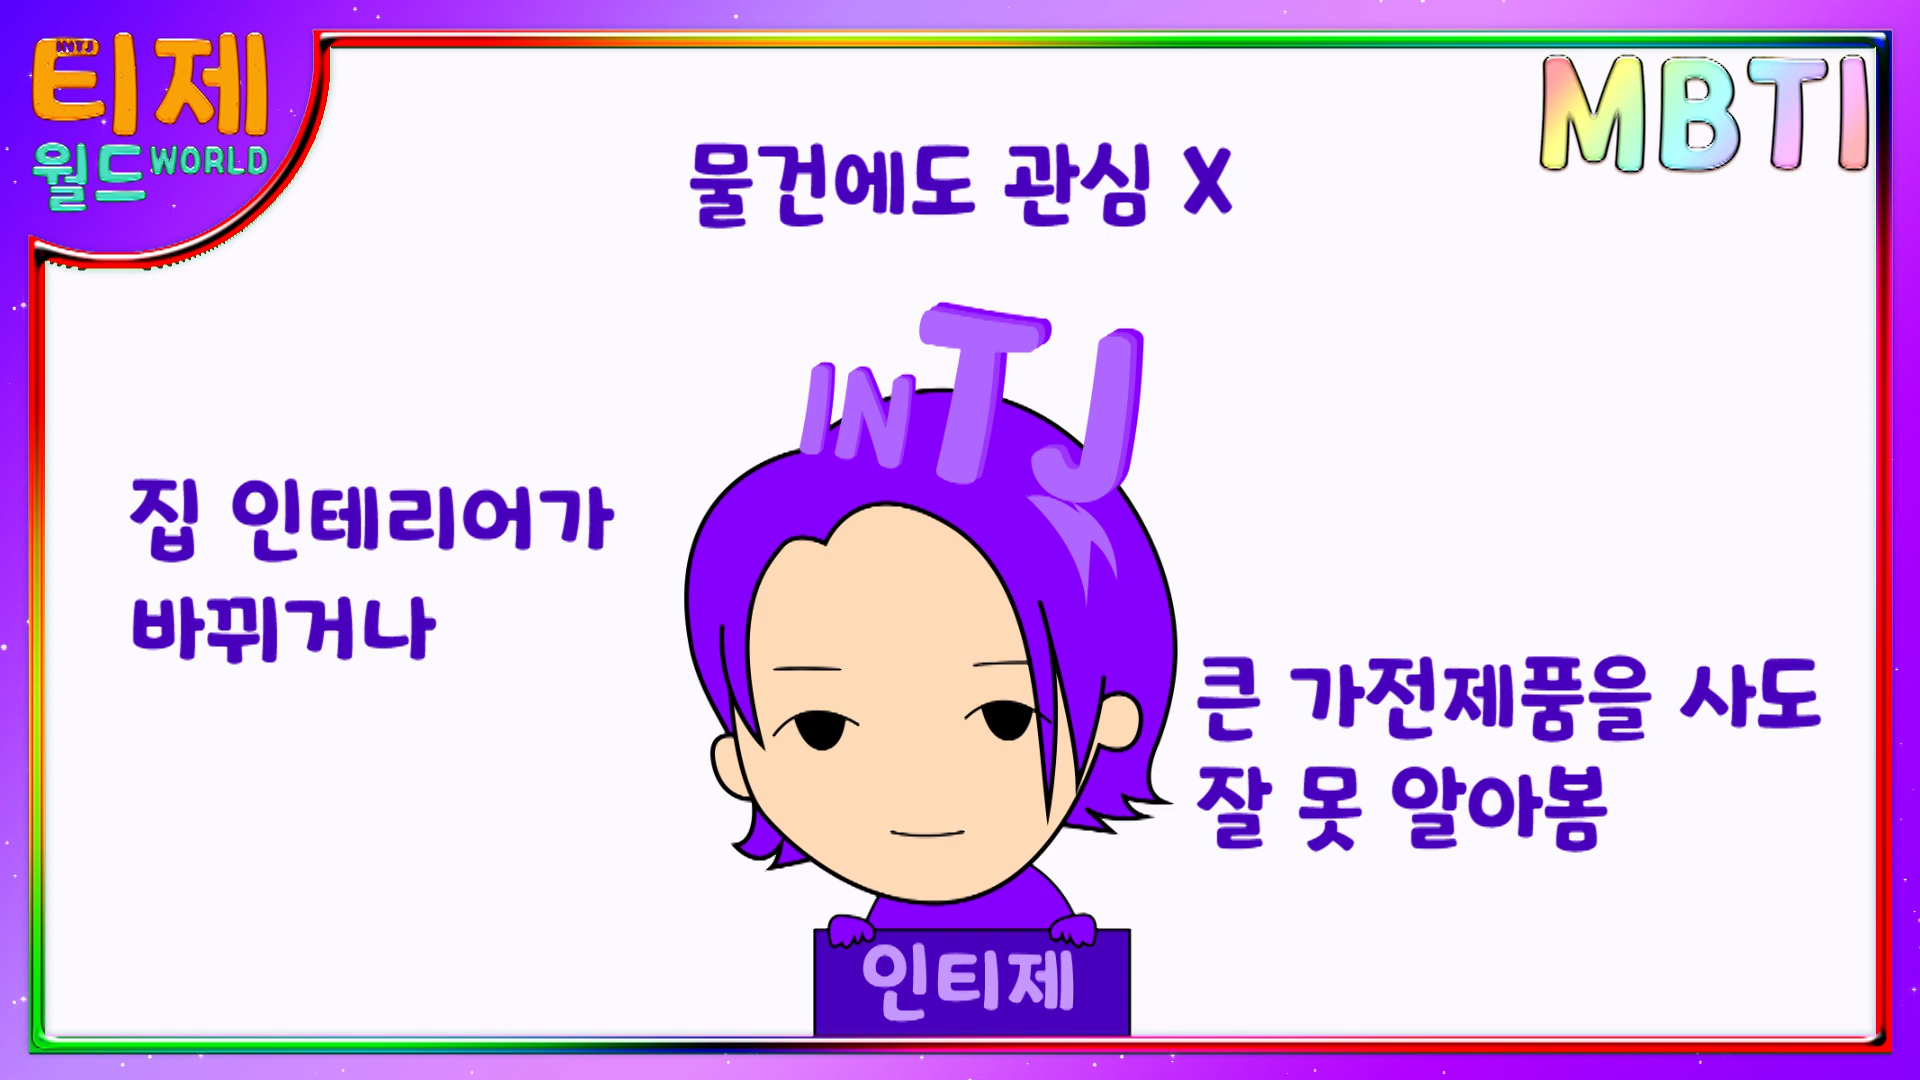 INTJ
티제
월드 WORLD
MBTI
물건에도 관심 X
INTJ
집 인테리어가
바뀌거나
큰 가전제품을 사도
잘 못 알아봄
인티제